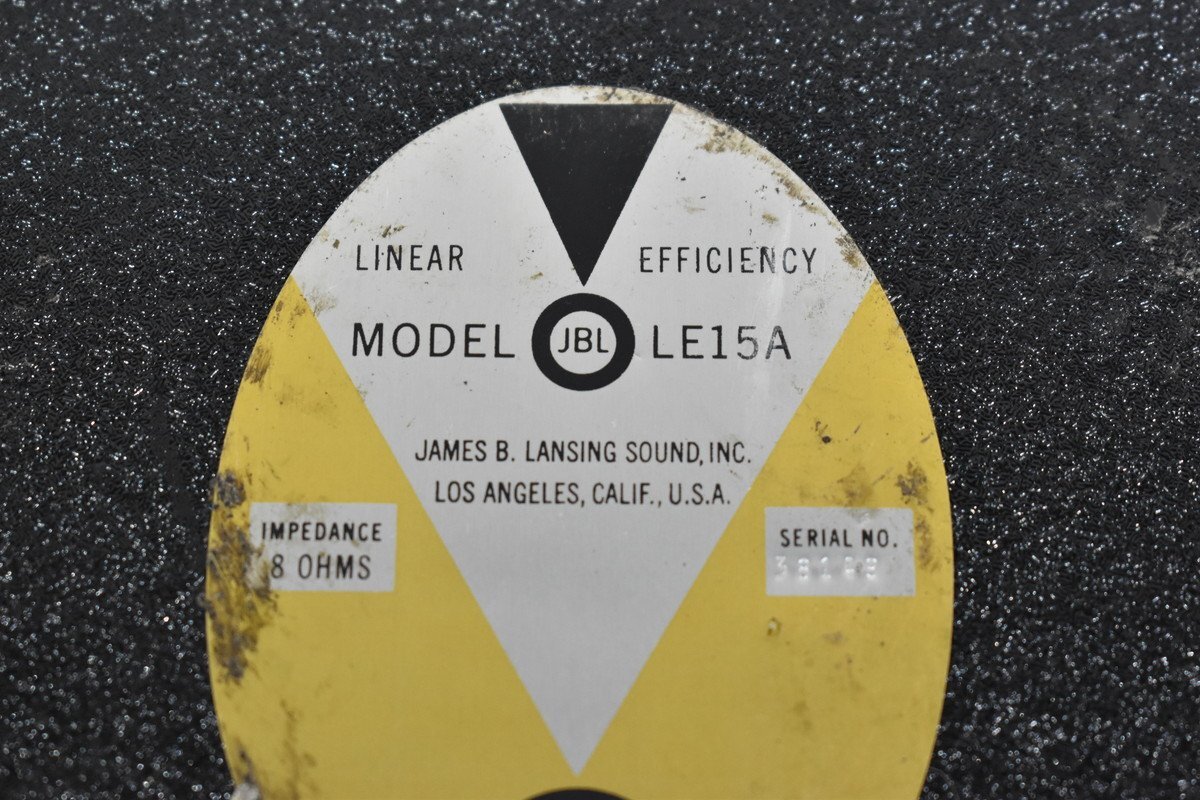 LINEAR EFFICIENCY
MODEL JBL LE15A
JAMES B. LANSING SOUND, INC.
LOS ANGELES, CALIF., U.S.A.
IMPEDANCE
8 OHMS
SERIAL NO.